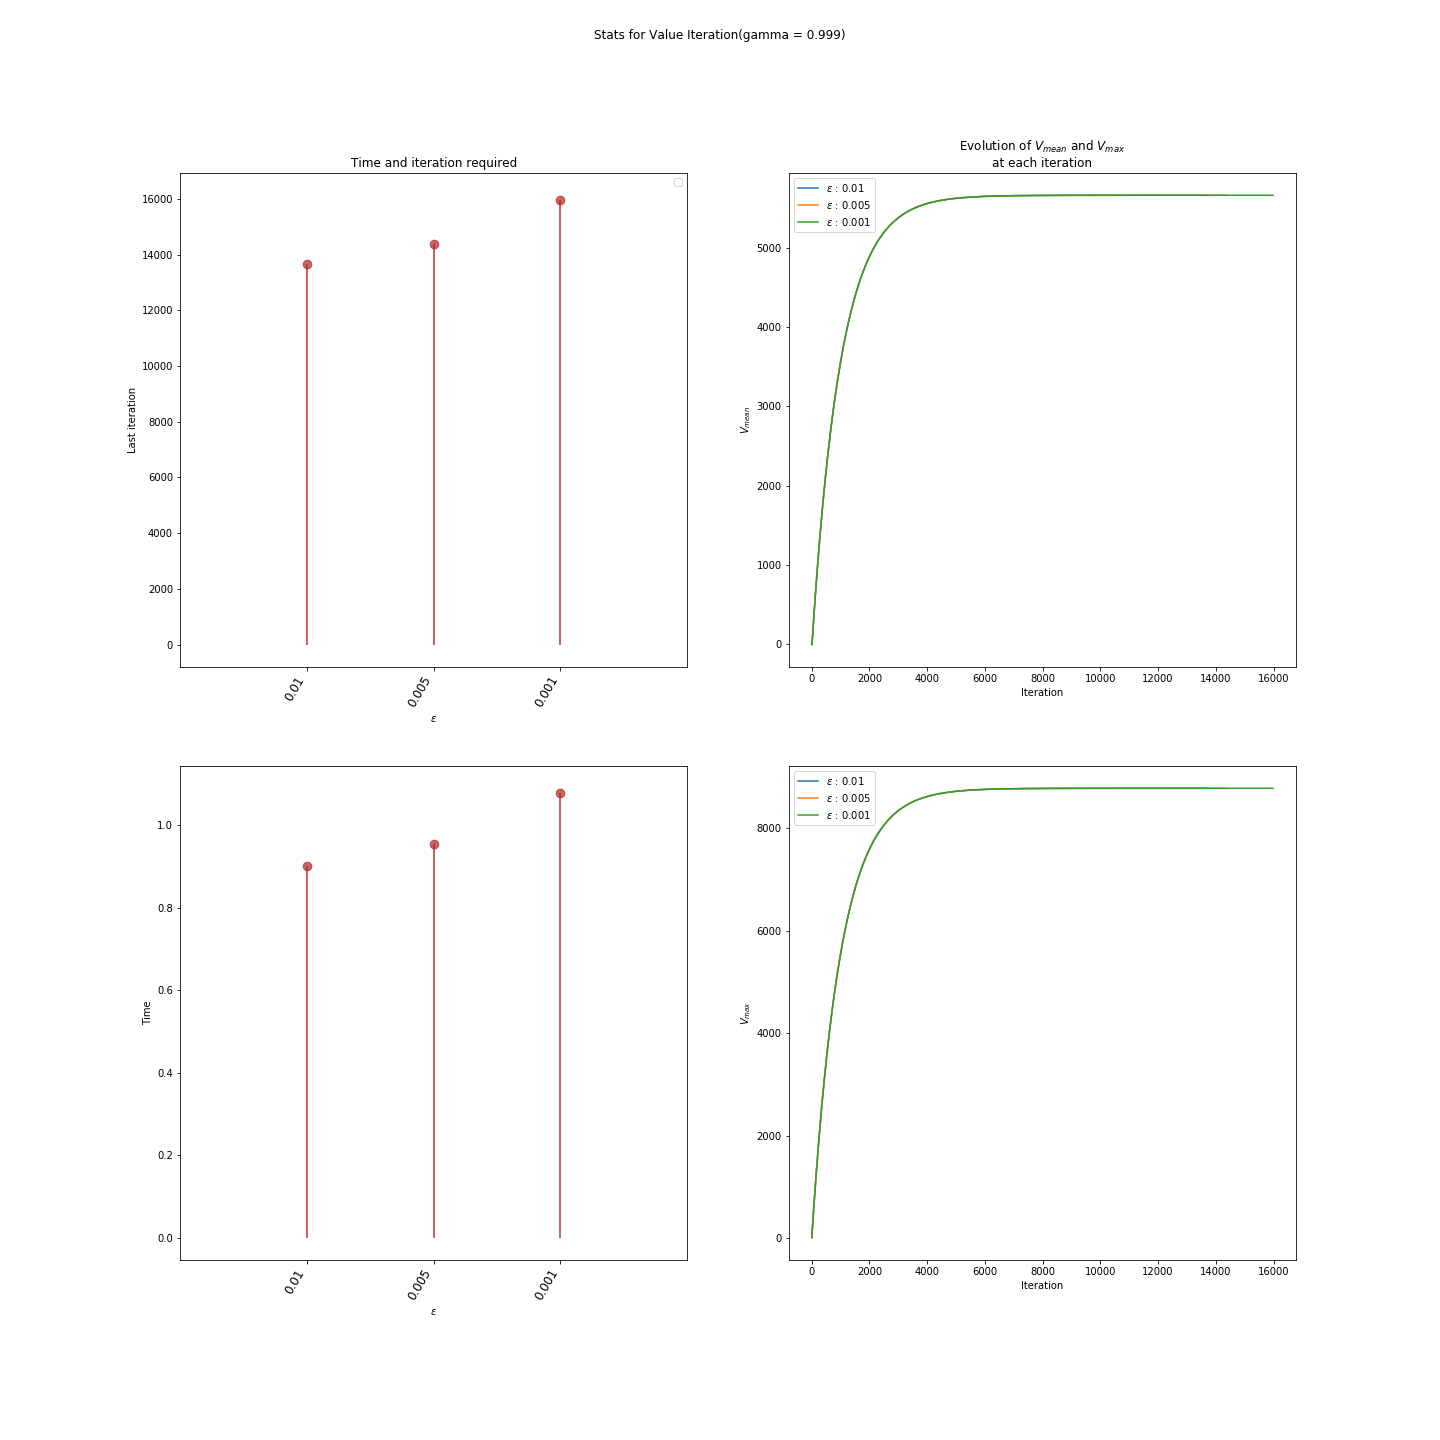 Stats for Value Iteration(gamma = 0.999)
Time and iteration required
16000
14000
12000
10000
8000
6000
4000
2000
0
Last iteration
0.01
0.005
0.001
ε
Evolution of V_mean and V_max
at each iteration
ε : 0.01
ε : 0.005
ε : 0.001
5000
4000
3000
2000
1000
0
V_mean
0 2000 4000 6000 8000 10000 12000 14000 16000
Iteration
1.0
0.8
0.6
0.4
0.2
0.0
Time
0.01
0.005
0.001
ε
ε : 0.01
ε : 0.005
ε : 0.001
8000
6000
4000
2000
0
V_max
0 2000 4000 6000 8000 10000 12000 14000 16000
Iteration